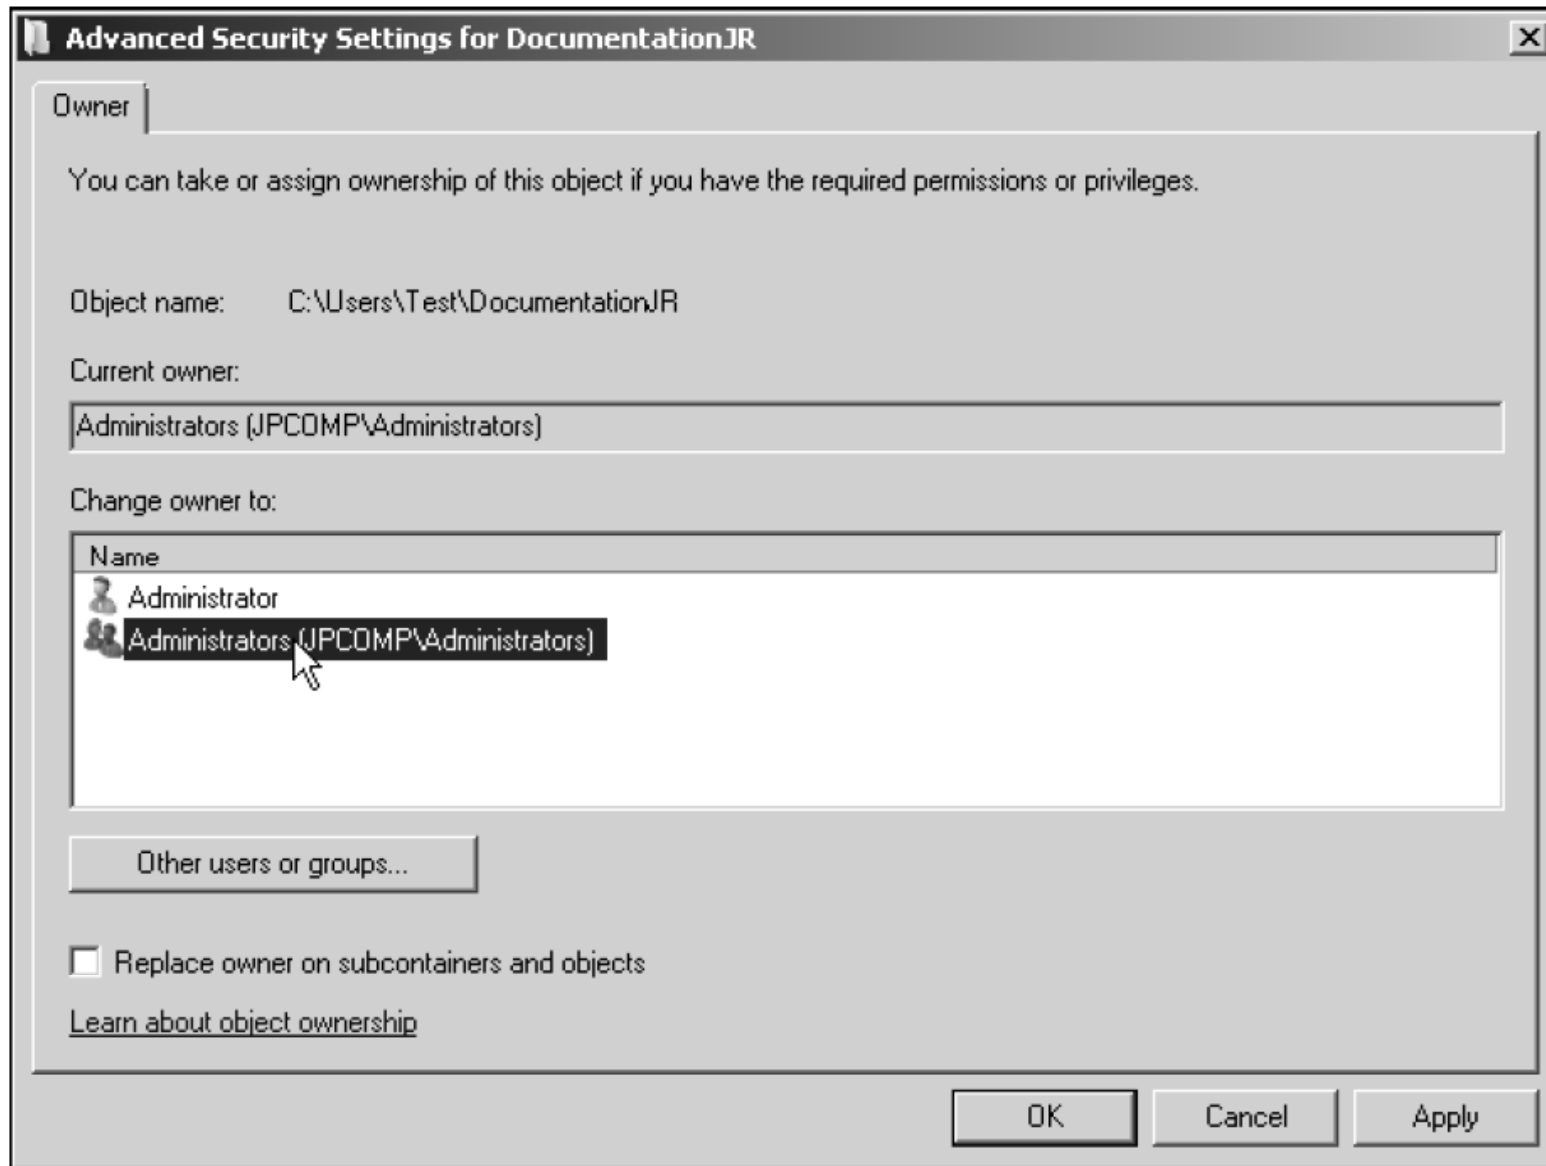 Advanced Security Settings for DocumentationJR
Owner
You can take or assign ownership of this object if you have the required permissions or privileges.
Object name: C:\Users\Test\DocumentationJR
Current owner:
Administrators (JPCOMP\Administrators)
Change owner to:
Name
Administrator
Administrators (JPCOMP\Administrators)
Other users or groups...
Replace owner on subcontainers and objects
Learn about object ownership
OK Cancel Apply